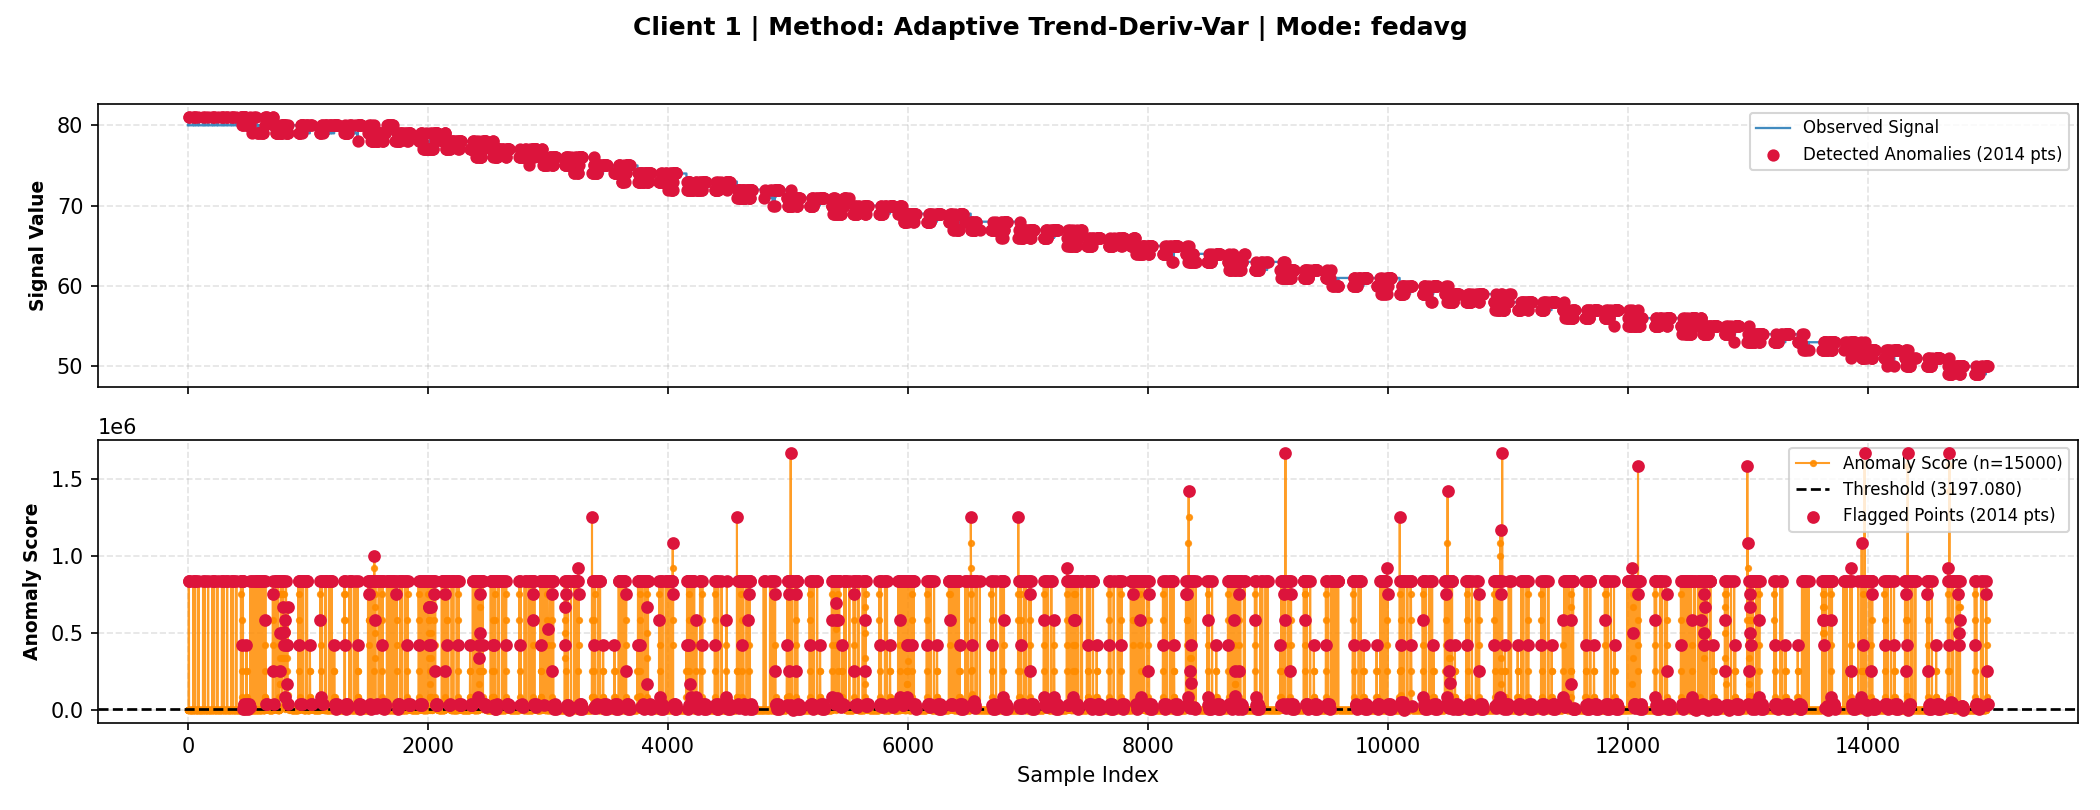 Client 1 | Method: Adaptive Trend-Deriv-Var | Mode: fedavg
Signal Value
80
70
60
50
Observed Signal
Detected Anomalies (2014 pts)
1e6
Anomaly Score
1.5
1.0
0.5
0.0
Anomaly Score (n=15000)
Threshold (3197.080)
Flagged Points (2014 pts)
0
2000
4000
6000
8000
10000
12000
14000
Sample Index